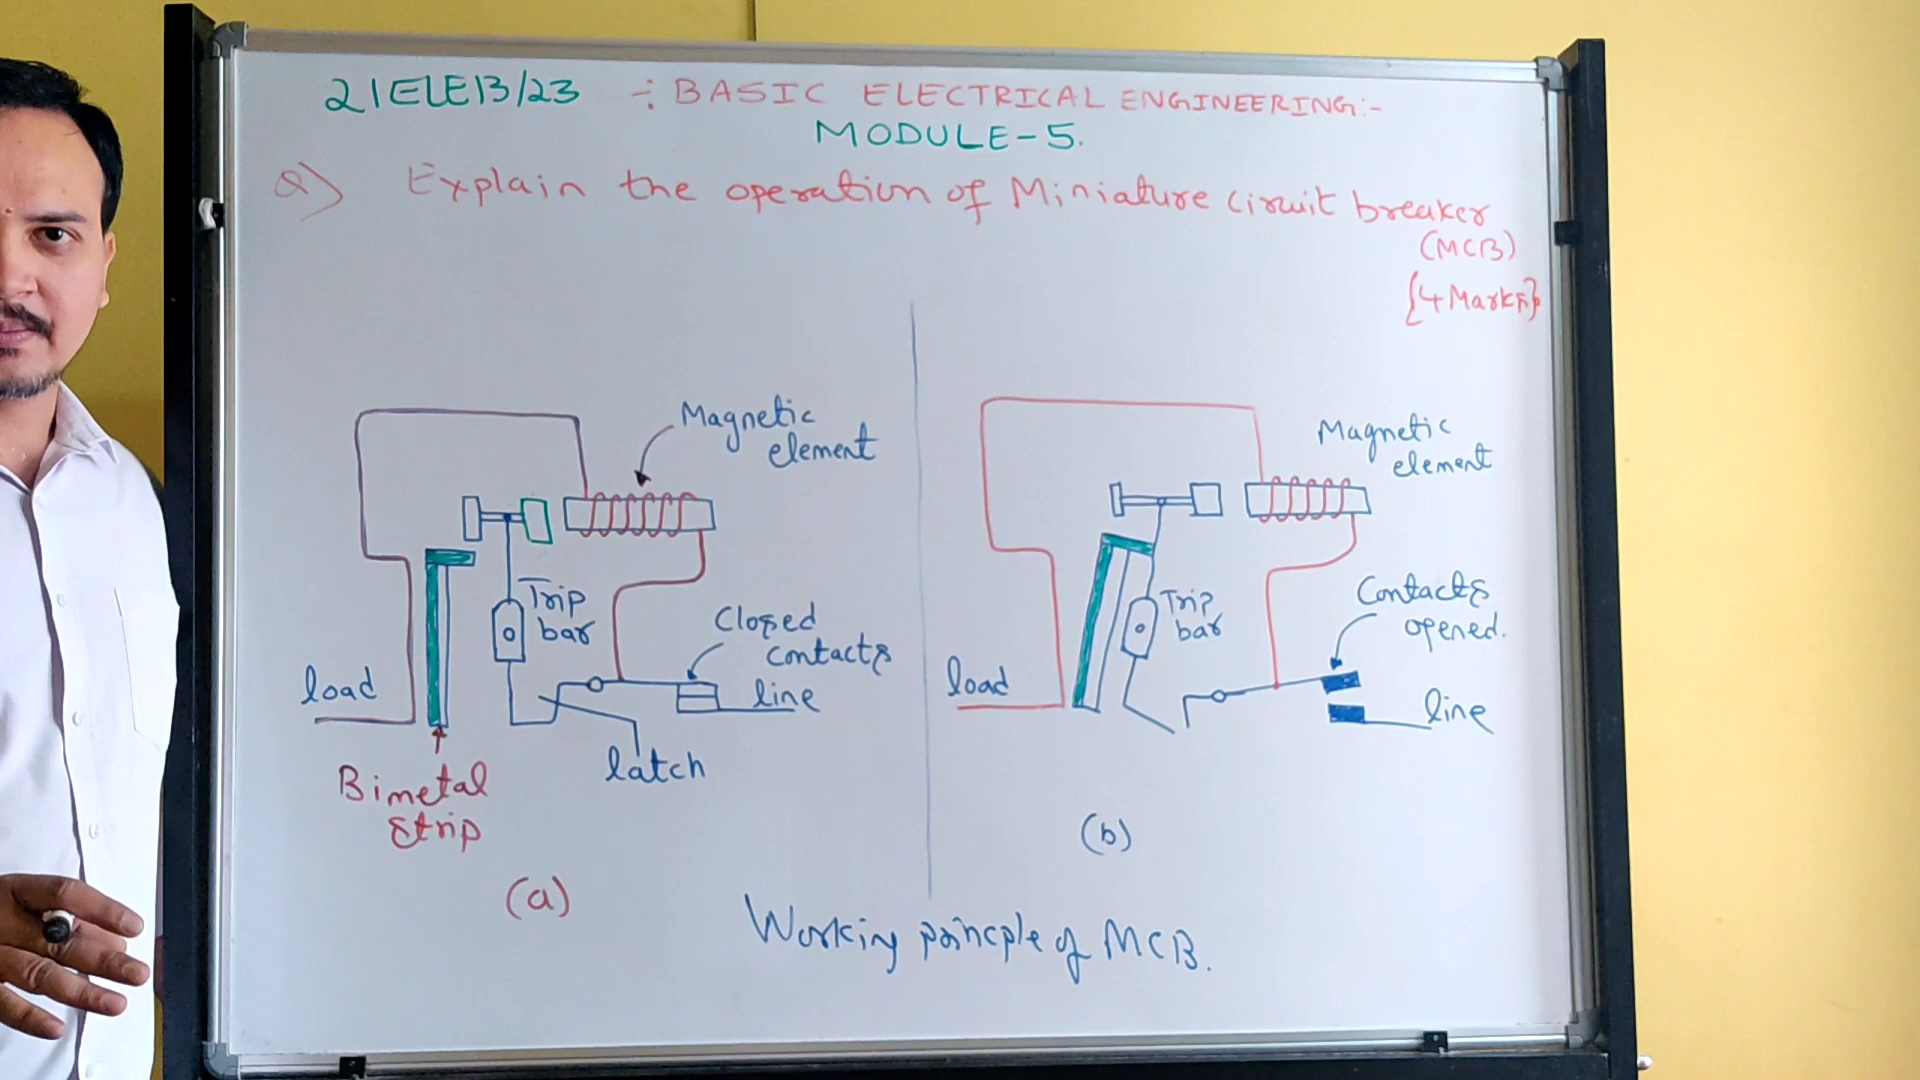 21ELE13/23 ÷ BASIC ELECTRICAL ENGINEERING:-
MODULE-5.
Q) Explain the operation of Miniature circuit breaker
(MCB)
{4 Marks}
Magnetic
element
Trip
bar
Closed
contacts
load
line
latch
Bimetal
strip
(a)
Magnetic
element
Trip
bar
Contacts
opened.
load
line
(b)
Working princple of MCB.